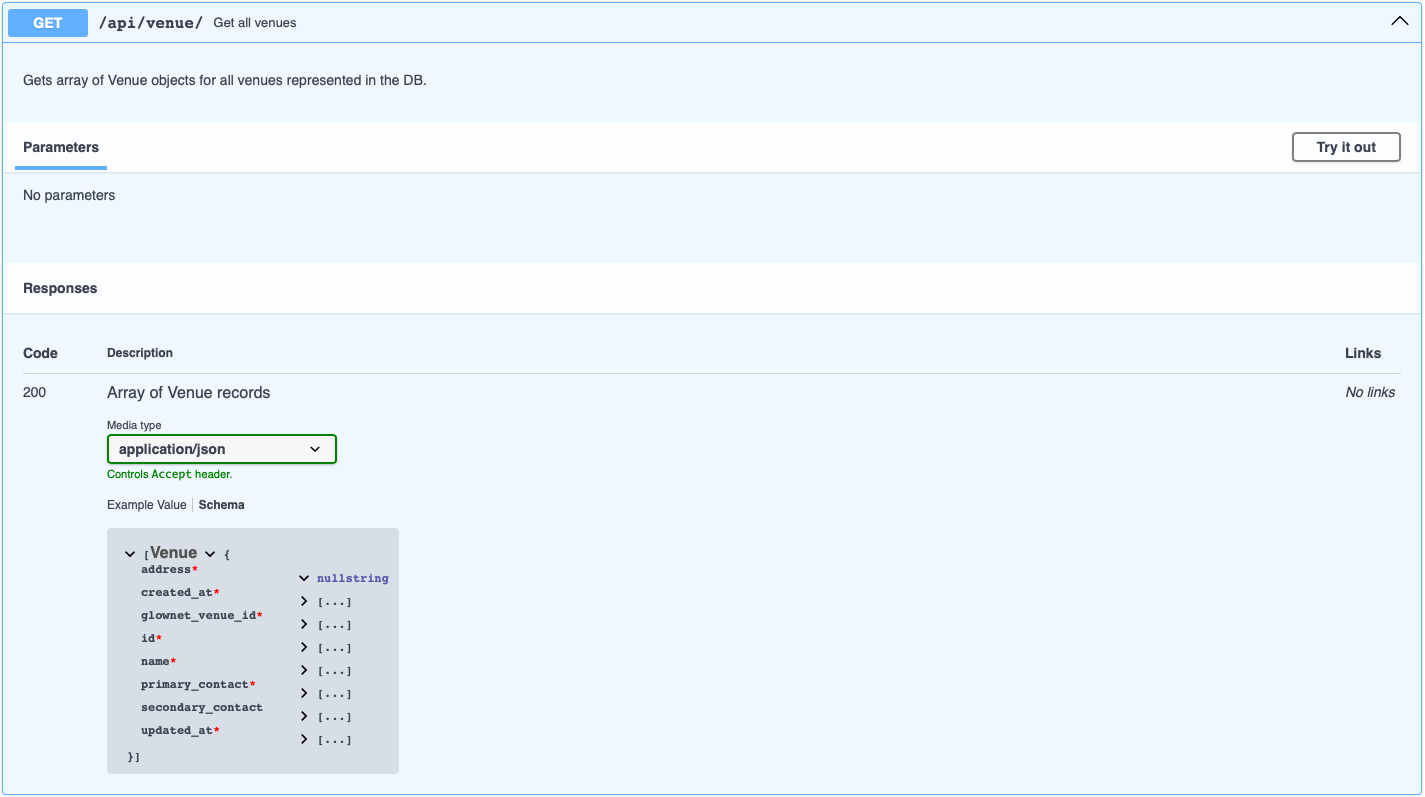 GET /api/venue/ Get all venues
Gets array of Venue objects for all venues represented in the DB.
Parameters Try it out
No parameters
Responses
Code Description Links
200 Array of Venue records No links
Media type
application/json
Controls Accept header.
Example Value Schema
[Venue {
address* nullstring
created_at* [...]
glownet_venue_id* [...]
id* [...]
name* [...]
primary_contact* [...]
secondary_contact [...]
updated_at* [...]
}]